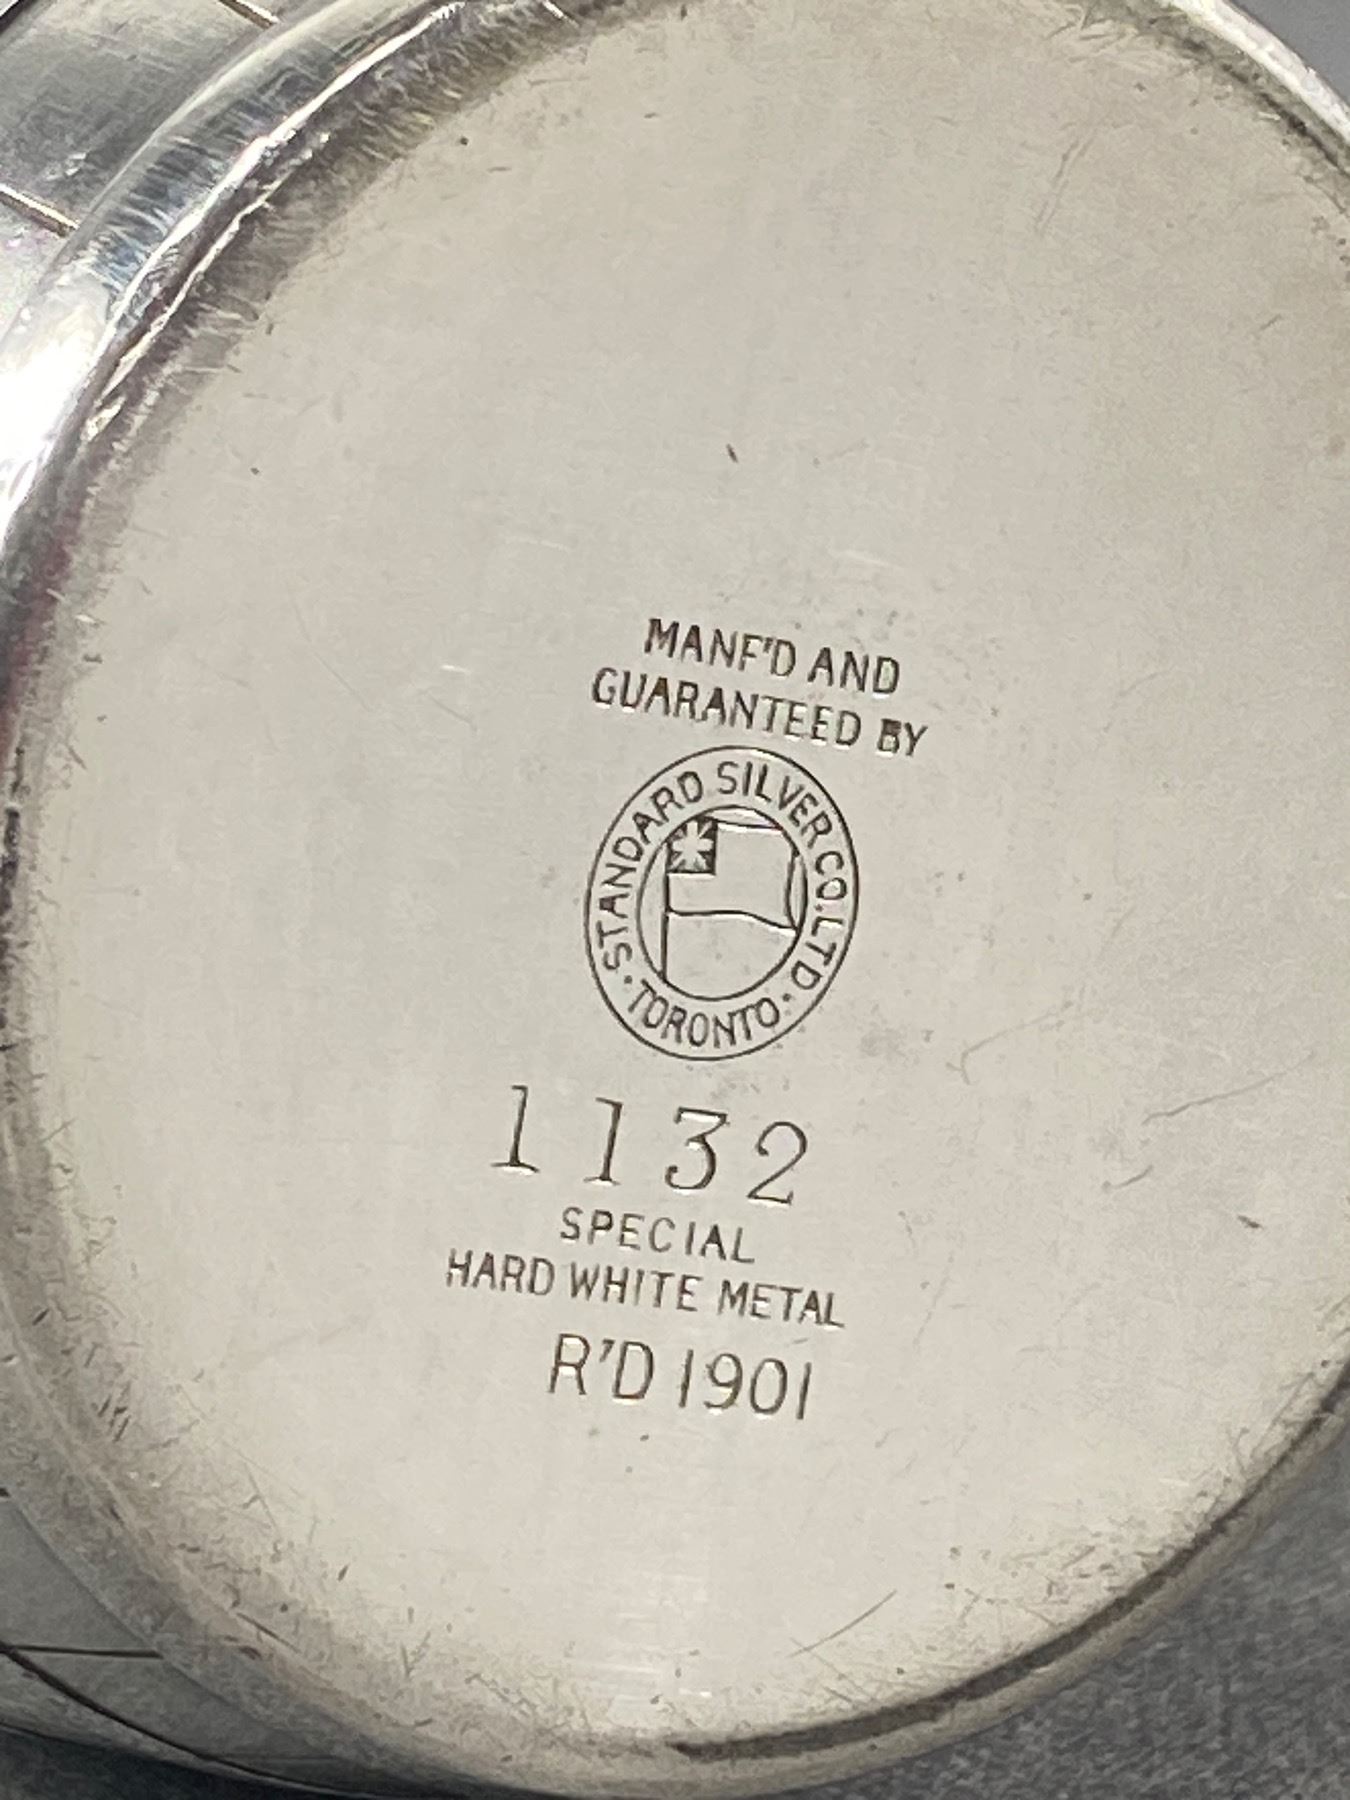 MANF'D AND
GUARANTEED BY
STANDARD SILVER CO. LTD.
· TORONTO ·
1132
SPECIAL
HARD WHITE METAL
R'D 1901